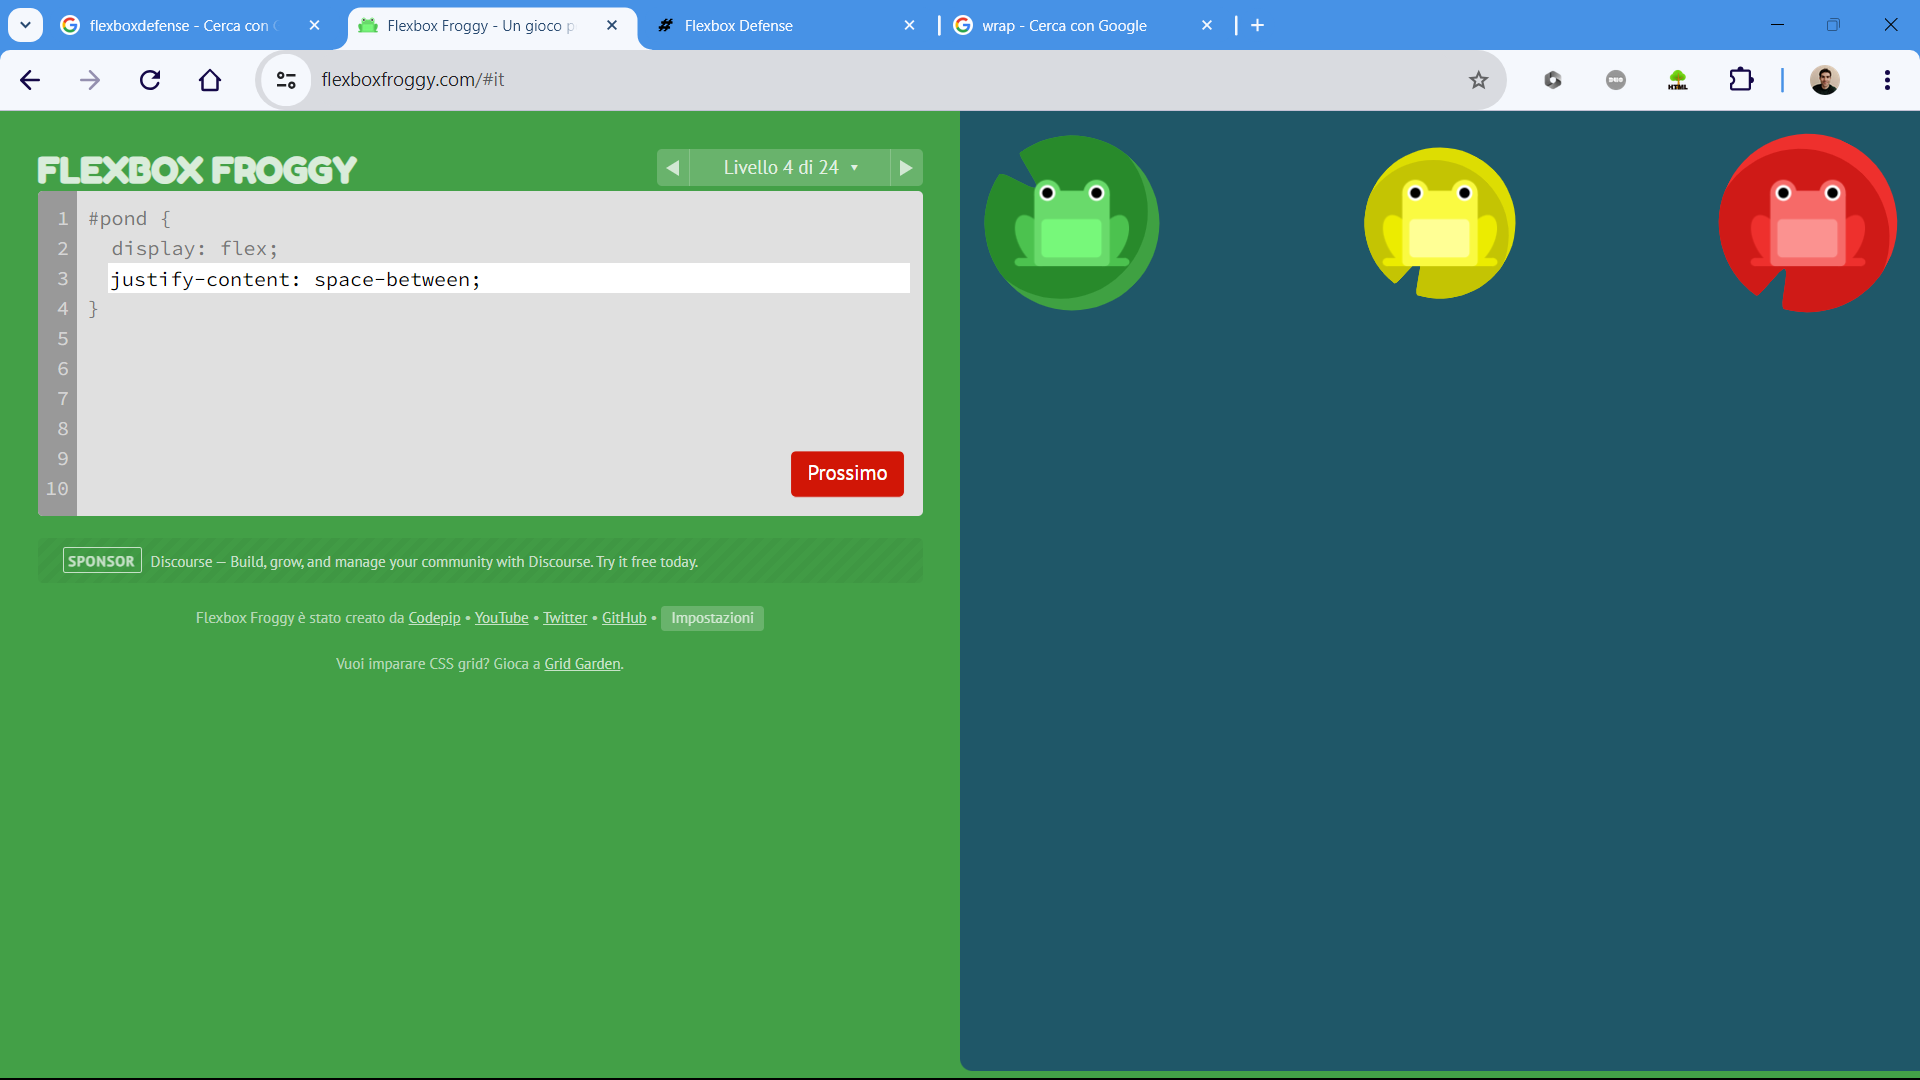 flexboxdefense - Cerca con
Flexbox Froggy - Un gioco p
Flexbox Defense
wrap - Cerca con Google
flexboxfroggy.com/#it
HTML
FLEXBOX FROGGY
Livello 4 di 24
1 #pond {
2 display: flex;
3 justify-content: space-between;
4 }
5
6
7
8
9
10
Prossimo
SPONSOR Discourse — Build, grow, and manage your community with Discourse. Try it free today.
Flexbox Froggy è stato creato da Codepip • YouTube • Twitter • GitHub • Impostazioni
Vuoi imparare CSS grid? Gioca a Grid Garden.